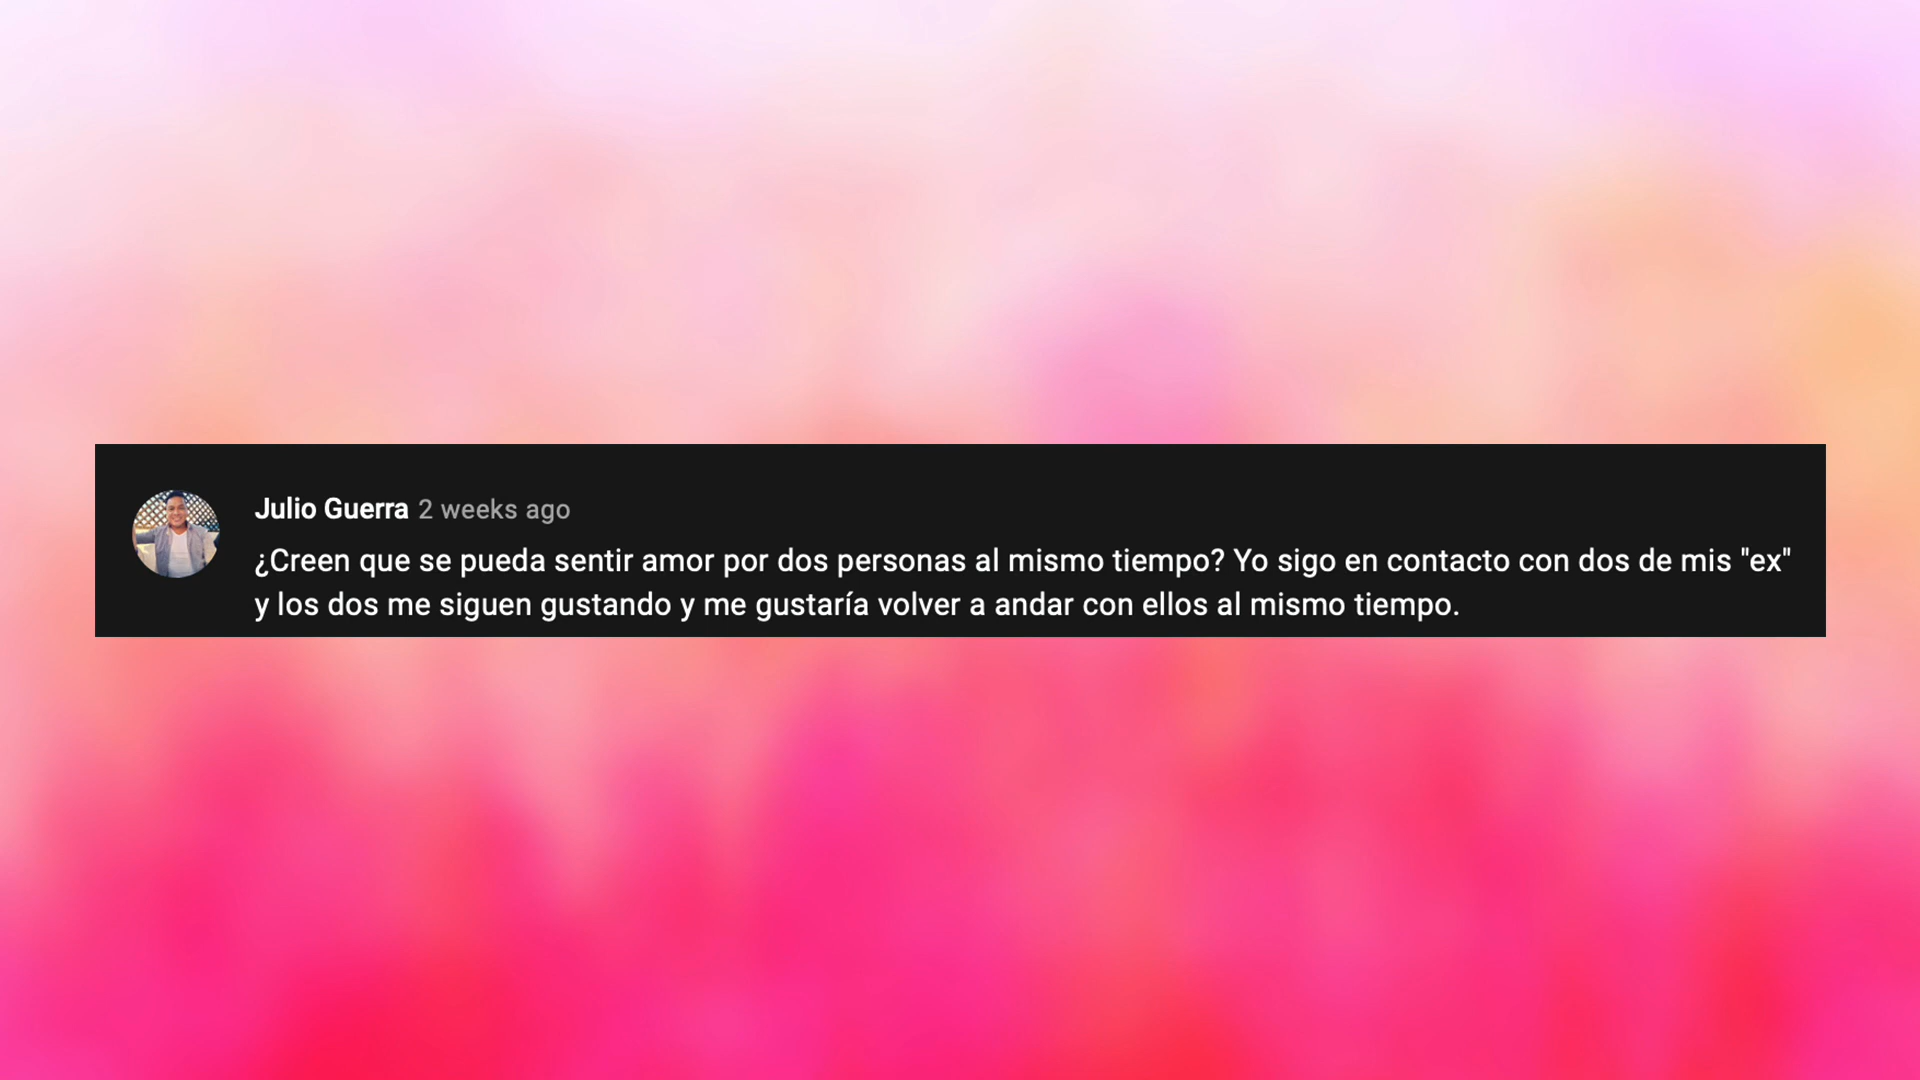 Julio Guerra 2 weeks ago
¿Creen que se pueda sentir amor por dos personas al mismo tiempo? Yo sigo en contacto con dos de mis "ex"
y los dos me siguen gustando y me gustaría volver a andar con ellos al mismo tiempo.